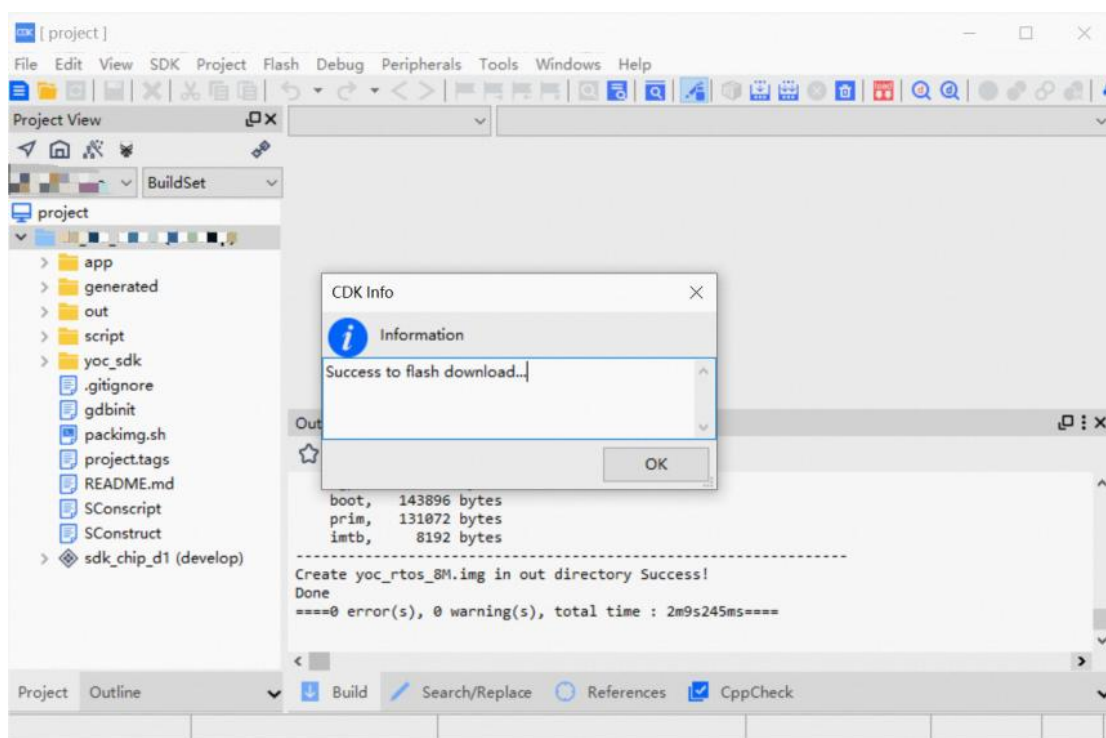 CDK [ project ]
File Edit View SDK Project Flash Debug Peripherals Tools Windows Help
Project View
BuildSet
project
app
generated
out
script
yoc_sdk
.gitignore
gdbinit
packimg.sh
project.tags
README.md
SConscript
SConstruct
sdk_chip_d1 (develop)
CDK Info
Information
Success to flash download...
OK
Out
boot, 143896 bytes
prim, 131072 bytes
imtb, 8192 bytes
-----------------------------------------------------------------------
Create yoc_rtos_8M.img in out directory Success!
Done
====0 error(s), 0 warning(s), total time : 2m9s245ms====
Project Outline
Build Search/Replace References CppCheck